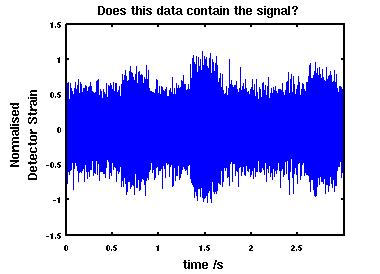 Does this data contain the signal?
1.5
1
0.5
0
-0.5
-1
-1.5
Normalised
Detector Strain
0 0.5 1 1.5 2 2.5
time /s